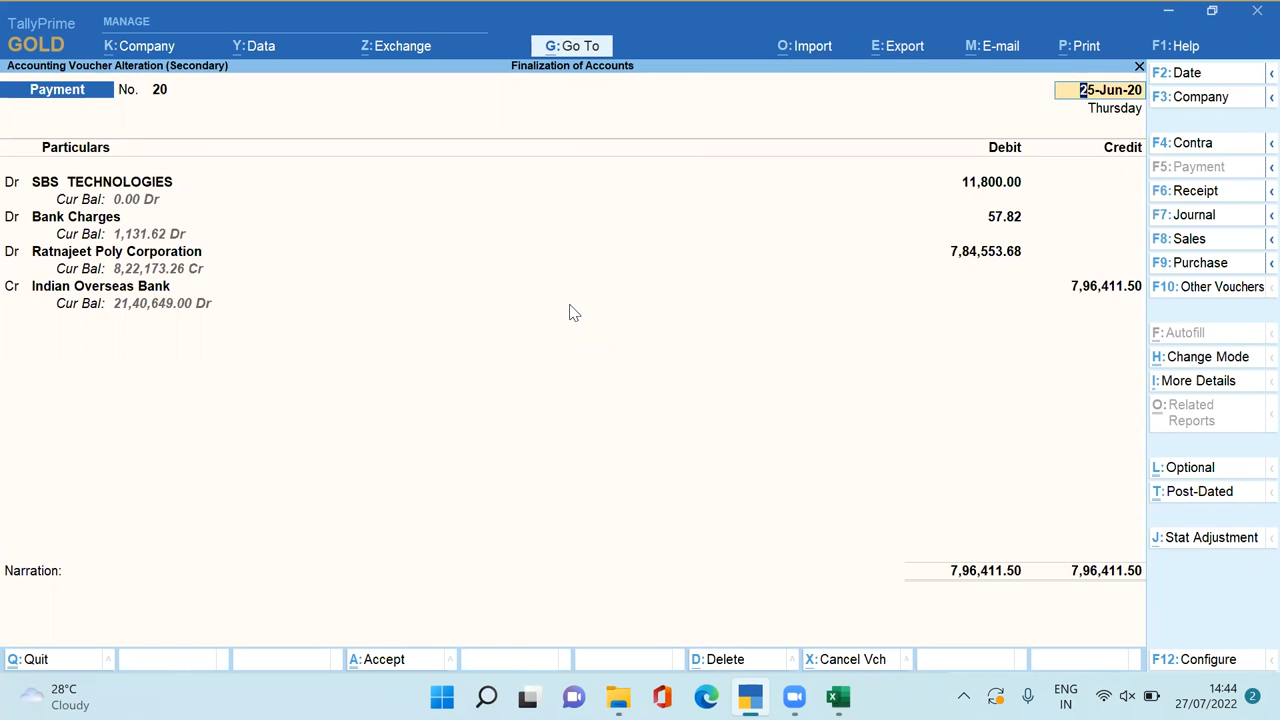 TallyPrime
GOLD
MANAGE
K:Company Y:Data Z:Exchange G:Go To O:Import E:Export M:E-mail P:Print F1:Help
Accounting Voucher Alteration (Secondary) Finalization of Accounts
Payment No. 20 25-Jun-20
Thursday
Particulars Debit Credit
Dr SBS TECHNOLOGIES 11,800.00
Cur Bal: 0.00 Dr
Dr Bank Charges 57.82
Cur Bal: 1,131.62 Dr
Dr Ratnajeet Poly Corporation 7,84,553.68
Cur Bal: 8,22,173.26 Cr
Cr Indian Overseas Bank 7,96,411.50
Cur Bal: 21,40,649.00 Dr
Narration: 7,96,411.50 7,96,411.50
F2:Date
F3:Company
F4:Contra
F5:Payment
F6:Receipt
F7:Journal
F8:Sales
F9:Purchase
F10:Other Vouchers
F:Autofill
H:Change Mode
I:More Details
O:Related
Reports
L:Optional
T:Post-Dated
J:Stat Adjustment
Q:Quit A:Accept D:Delete X:Cancel Vch F12:Configure
28°C
Cloudy
ENG
IN
14:44
27/07/2022
2